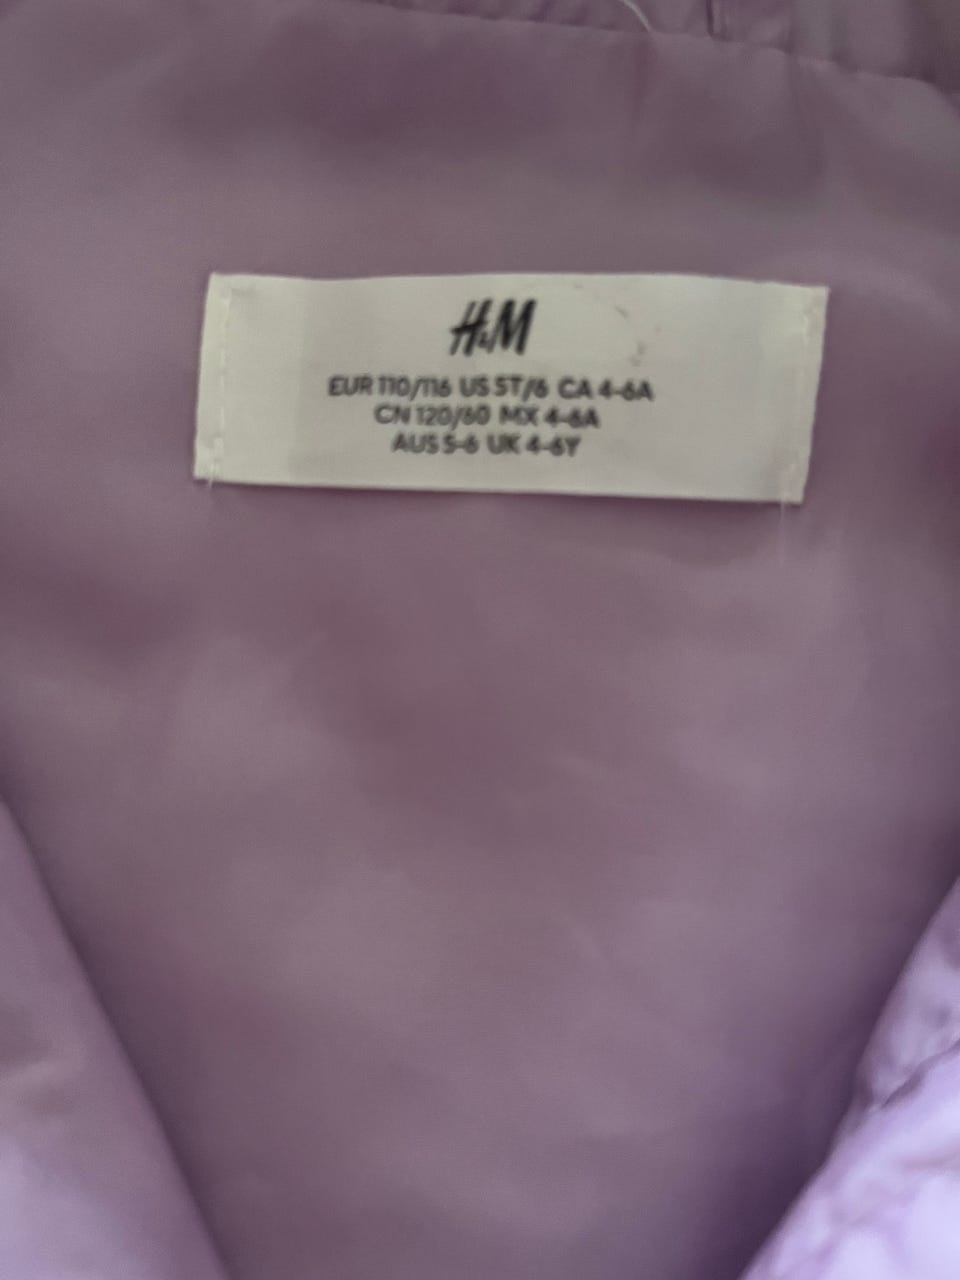 H&M
EUR 110/116 US 5T/6 CA 4-6A
CN 120/60 MX 4-6A
AUS 5-6 UK 4-6Y